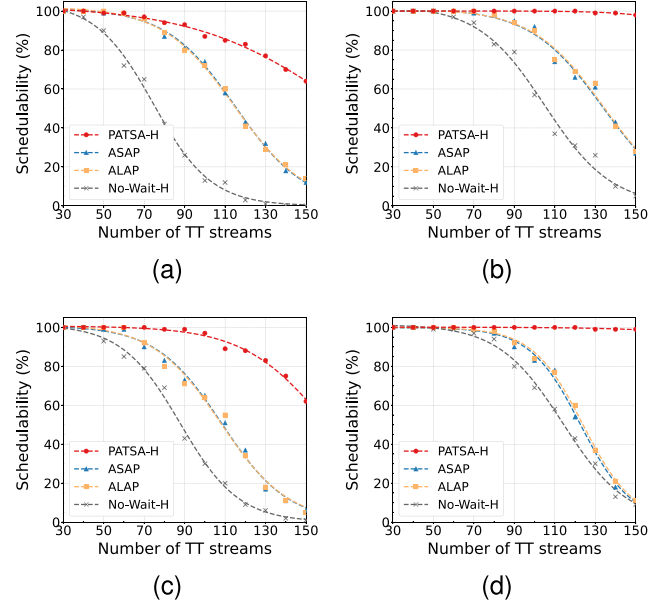 Schedulability (%)
100
80
60
40
20
0
PATSA-H
ASAP
ALAP
No-Wait-H
30 50 70 90 110 130 150
Number of TT streams
(a)
Schedulability (%)
100
80
60
40
20
0
PATSA-H
ASAP
ALAP
No-Wait-H
30 50 70 90 110 130 150
Number of TT streams
(b)
Schedulability (%)
100
80
60
40
20
0
PATSA-H
ASAP
ALAP
No-Wait-H
30 50 70 90 110 130 150
Number of TT streams
(c)
Schedulability (%)
100
80
60
40
20
0
PATSA-H
ASAP
ALAP
No-Wait-H
30 50 70 90 110 130 150
Number of TT streams
(d)